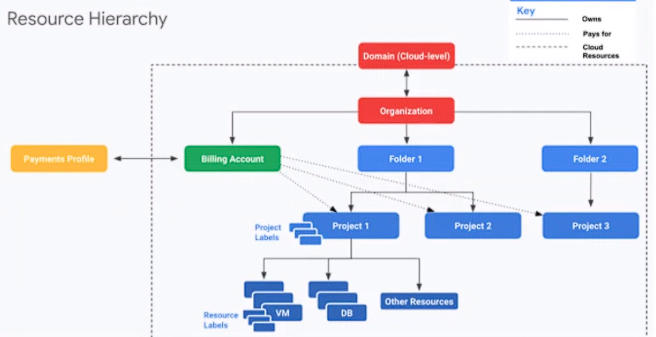 Resource Hierarchy
Key
Owns
Pays for
Cloud
Resources
Domain (Cloud-level)
Organization
Payments Profile
Billing Account
Folder 1
Folder 2
Project
Labels
Project 1
Project 2
Project 3
Resource
Labels
VM
DB
Other Resources